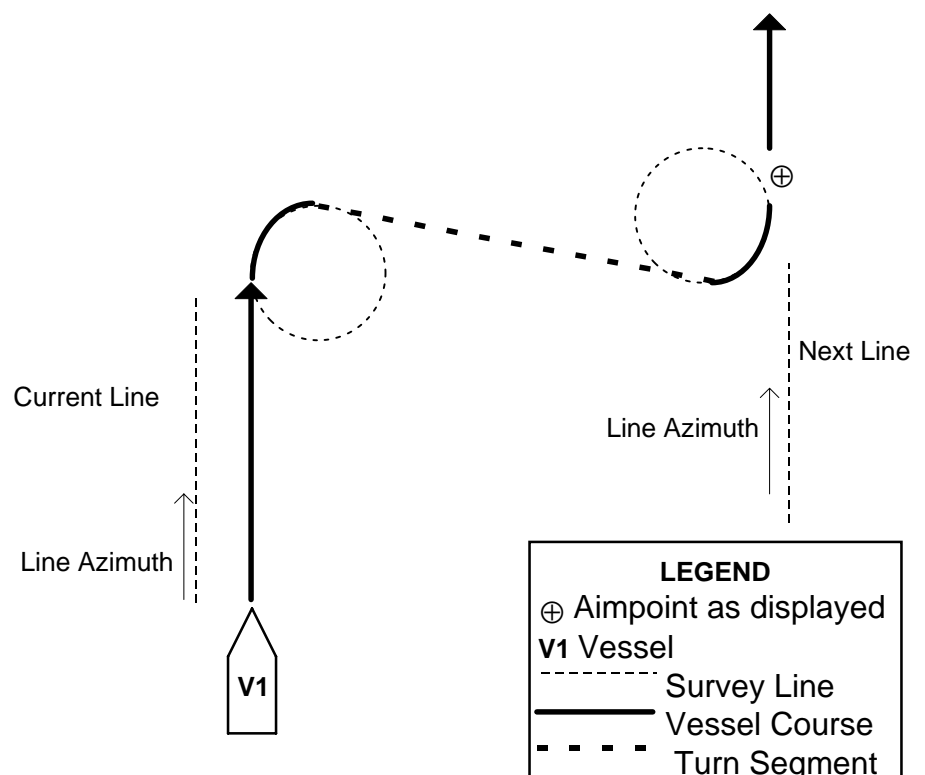 Next Line
Current Line
Line Azimuth
Line Azimuth
V1
LEGEND
⊕ Aimpoint as displayed
V1 Vessel
Survey Line
Vessel Course
Turn Segment